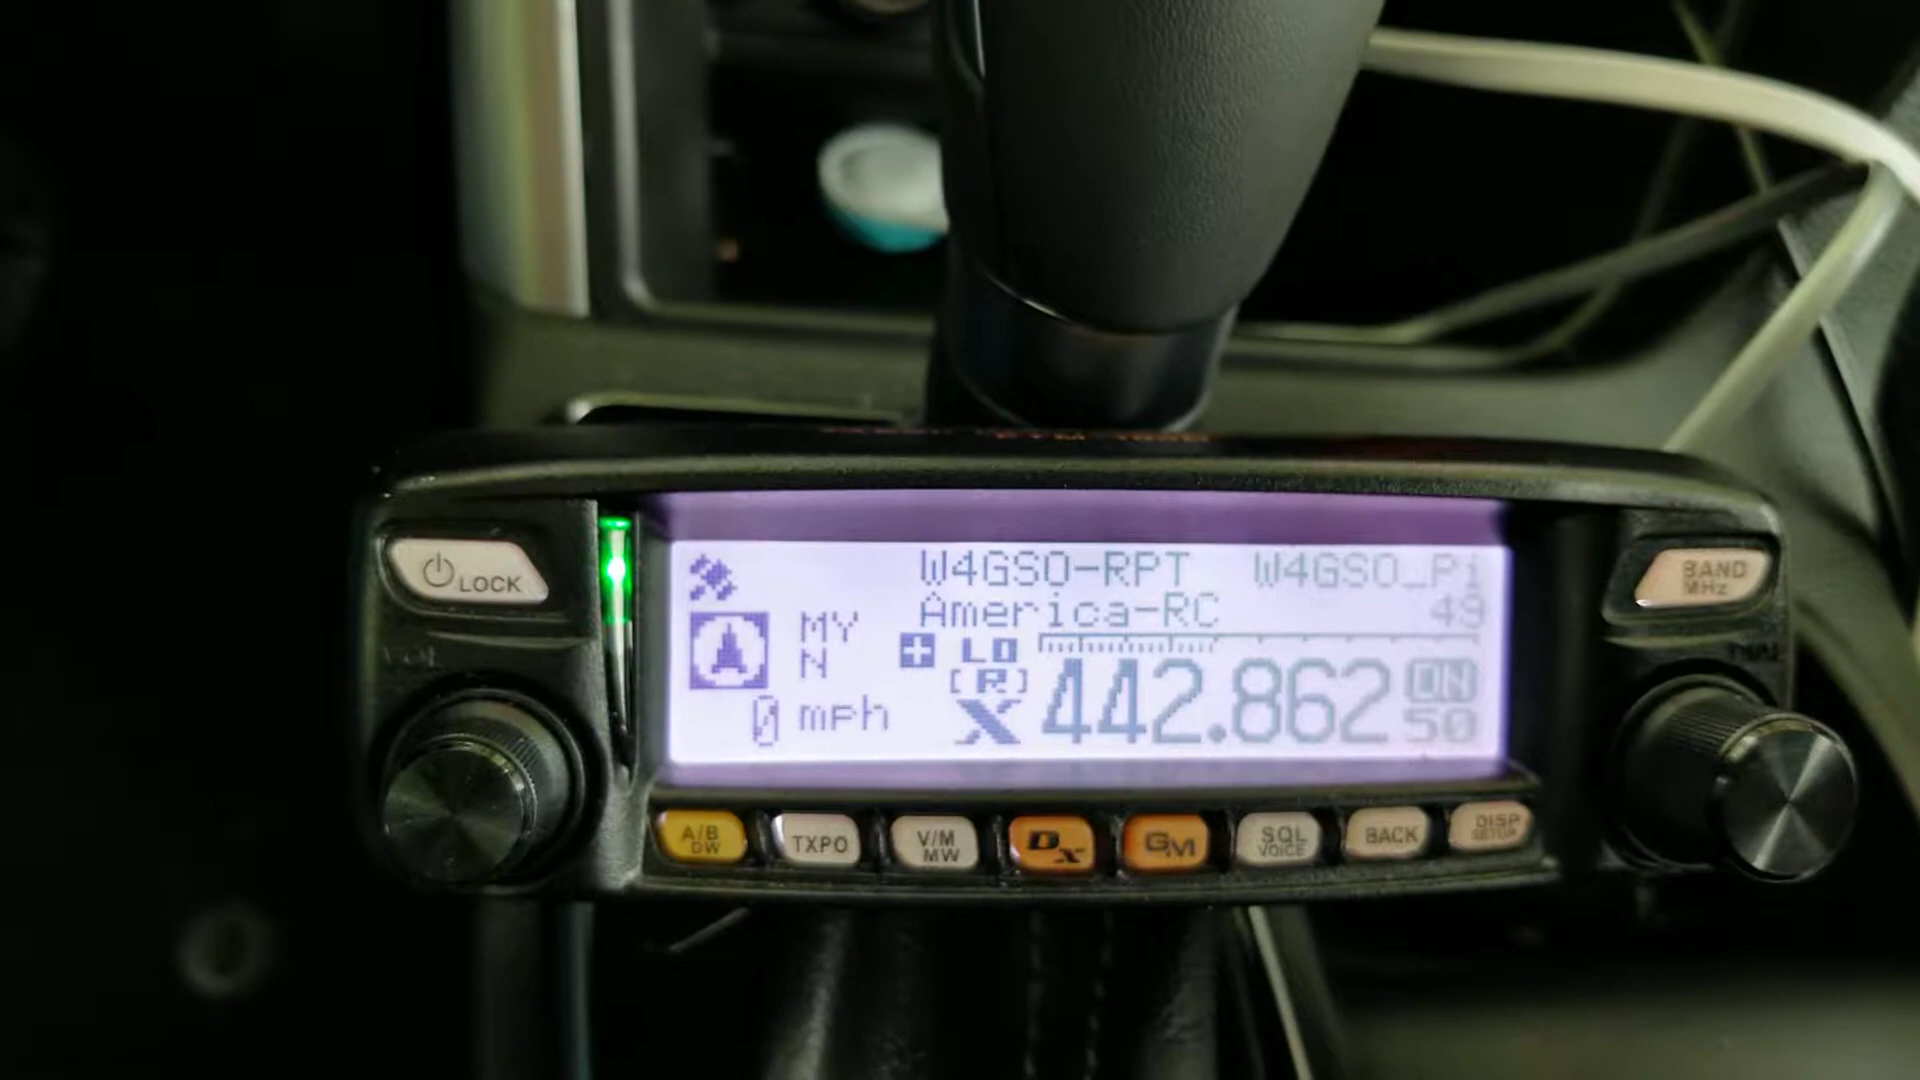 LOCK
W4GSO-RPT W4GSO_Pi
America-RC 49
MY
N
0 mph
LO
(R)
X 442.862 DN
50
BAND
MHz
A/B
DW
TXPO
V/M
MW
DX
GM
SQL
VOICE
BACK
DISP
SETUP